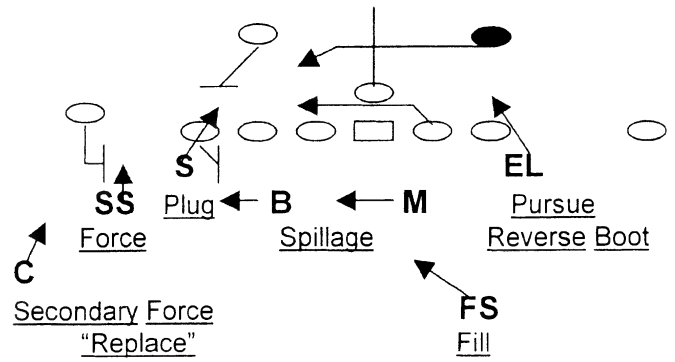 S EL
SS Plug B M Pursue
Force Spillage Reverse Boot
C
Secondary Force FS
"Replace" Fill